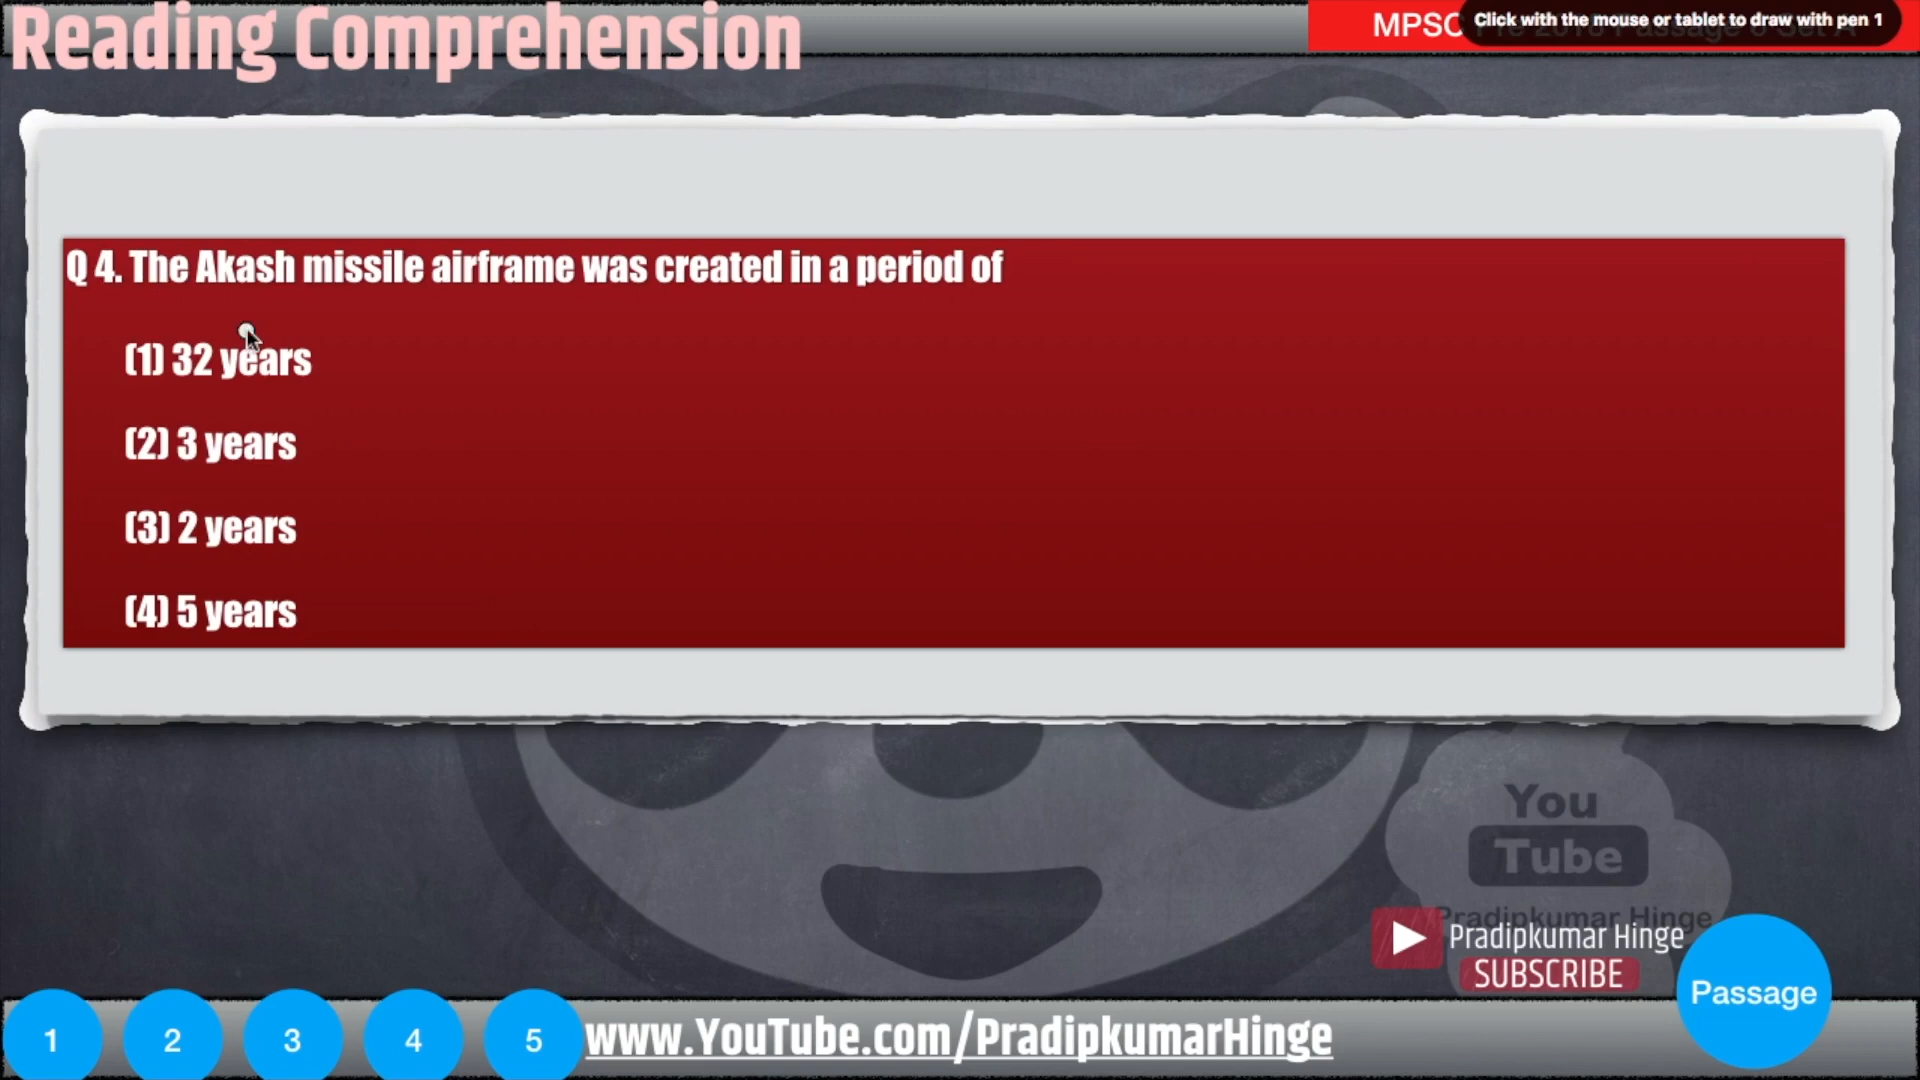 Reading Comprehension
MPSC
Click with the mouse or tablet to draw with pen 1
Q 4. The Akash missile airframe was created in a period of
(1) 32 years
(2) 3 years
(3) 2 years
(4) 5 years
You
Tube
Pradipkumar Hinge
Pradipkumar Hinge
SUBSCRIBE
Passage
1 2 3 4 5
www.YouTube.com/PradipkumarHinge